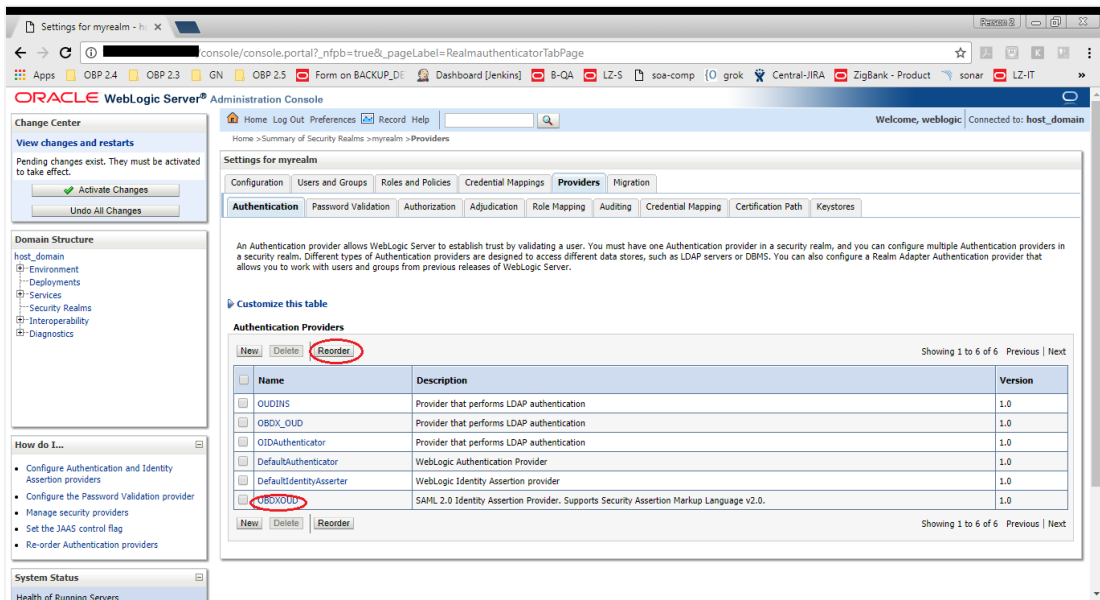 Settings for myrealm - h
Person 2
/console/console.portal?_nfpb=true&_pageLabel=RealmauthenticatorTabPage
Apps OBP 2.4 OBP 2.3 GN OBP 2.5 Form on BACKUP_DE Dashboard [Jenkins] B-QA LZ-S soa-comp {O grok Central-JIRA ZigBank - Product sonar LZ-IT »
ORACLE WebLogic Server® Administration Console
Change Center
View changes and restarts
Pending changes exist. They must be activated
to take effect.
Activate Changes
Undo All Changes
Domain Structure
host_domain
Environment
Deployments
Services
Security Realms
Interoperability
Diagnostics
How do I...
Configure Authentication and Identity
Assertion providers
Configure the Password Validation provider
Manage security providers
Set the JAAS control flag
Re-order Authentication providers
System Status
Health of Running Servers
Home Log Out Preferences Record Help
Welcome, weblogic Connected to: host_domain
Home >Summary of Security Realms >myrealm >Providers
Settings for myrealm
Configuration Users and Groups Roles and Policies Credential Mappings Providers Migration
Authentication Password Validation Authorization Adjudication Role Mapping Auditing Credential Mapping Certification Path Keystores
An Authentication provider allows WebLogic Server to establish trust by validating a user. You must have one Authentication provider in a security realm, and you can configure multiple Authentication providers in
a security realm. Different types of Authentication providers are designed to access different data stores, such as LDAP servers or DBMS. You can also configure a Realm Adapter Authentication provider that
allows you to work with users and groups from previous releases of WebLogic Server.
Customize this table
Authentication Providers
New Delete Reorder Showing 1 to 6 of 6 Previous | Next
Name Description Version
OUDINS Provider that performs LDAP authentication 1.0
OBDX_OUD Provider that performs LDAP authentication 1.0
OIDAuthenticator Provider that performs LDAP authentication 1.0
DefaultAuthenticator WebLogic Authentication Provider 1.0
DefaultIdentityAsserter WebLogic Identity Assertion provider 1.0
OBDXOUD SAML 2.0 Identity Assertion Provider. Supports Security Assertion Markup Language v2.0. 1.0
New Delete Reorder Showing 1 to 6 of 6 Previous | Next